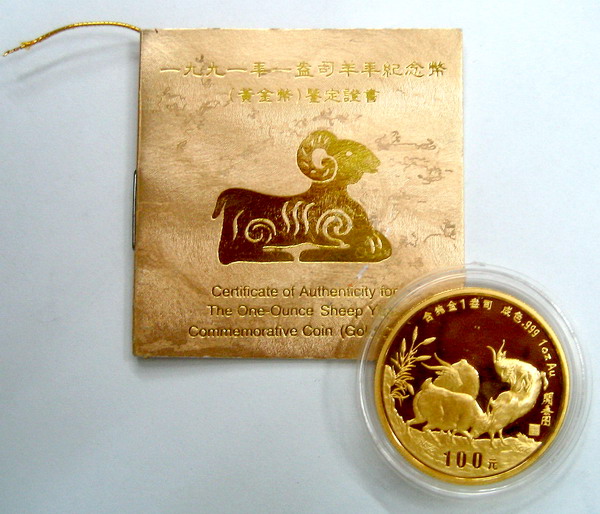 一九九一年一盎司羊年紀念幣
(黃金幣)鑒定證書
Certificate of Authenticity for
The One-Ounce Sheep Y
Commemorative Coin (Gol
含純金1盎司 成色.999 1oz Au
100元